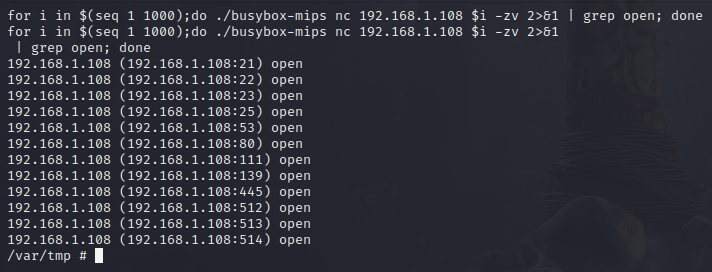 for i in $(seq 1 1000);do ./busybox-mips nc 192.168.1.108 $i -zv 2>&1 | grep open; done
for i in $(seq 1 1000);do ./busybox-mips nc 192.168.1.108 $i -zv 2>&1
 | grep open; done
192.168.1.108 (192.168.1.108:21) open
192.168.1.108 (192.168.1.108:22) open
192.168.1.108 (192.168.1.108:23) open
192.168.1.108 (192.168.1.108:25) open
192.168.1.108 (192.168.1.108:53) open
192.168.1.108 (192.168.1.108:80) open
192.168.1.108 (192.168.1.108:111) open
192.168.1.108 (192.168.1.108:139) open
192.168.1.108 (192.168.1.108:445) open
192.168.1.108 (192.168.1.108:512) open
192.168.1.108 (192.168.1.108:513) open
192.168.1.108 (192.168.1.108:514) open
/var/tmp #